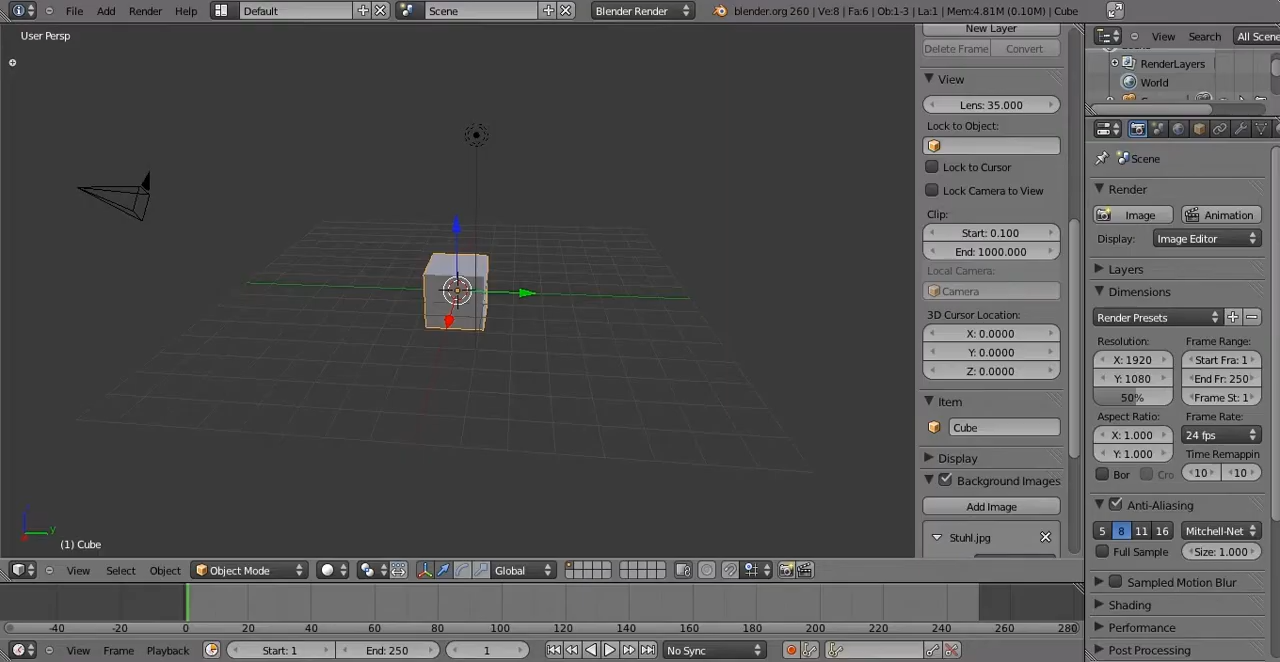 File Add Render Help Default Scene Blender Render blender.org 260 | Ve:8 | Fa:6 | Ob:1-3 | La:1 | Mem:4.81M (0.10M) | Cube
User Persp
(1) Cube
New Layer
Delete Frame Convert
View
Lens: 35.000
Lock to Object:
Lock to Cursor
Lock Camera to View
Clip:
Start: 0.100
End: 1000.000
Local Camera:
Camera
3D Cursor Location:
X: 0.0000
Y: 0.0000
Z: 0.0000
Item
Cube
Display
Background Images
Add Image
Stuhl.jpg
View Search All Scene
RenderLayers
World
Scene
Render
Image Animation
Display: Image Editor
Layers
Dimensions
Render Presets
Resolution: Frame Range:
X: 1920 Start Fra: 1
Y: 1080 End Fr: 250
50% Frame St: 1
Aspect Ratio: Frame Rate:
X: 1.000 24 fps
Y: 1.000 Time Remappin
Bor Cro 10 10
Anti-Aliasing
5 8 11 16 Mitchell-Net
Full Sample Size: 1.000
Sampled Motion Blur
Shading
Performance
Post Processing
View Select Object Object Mode Global
-40 -20 0 20 40 60 80 100 120 140 160 180 200 220 240 260 280
View Frame Playback Start: 1 End: 250 1 No Sync